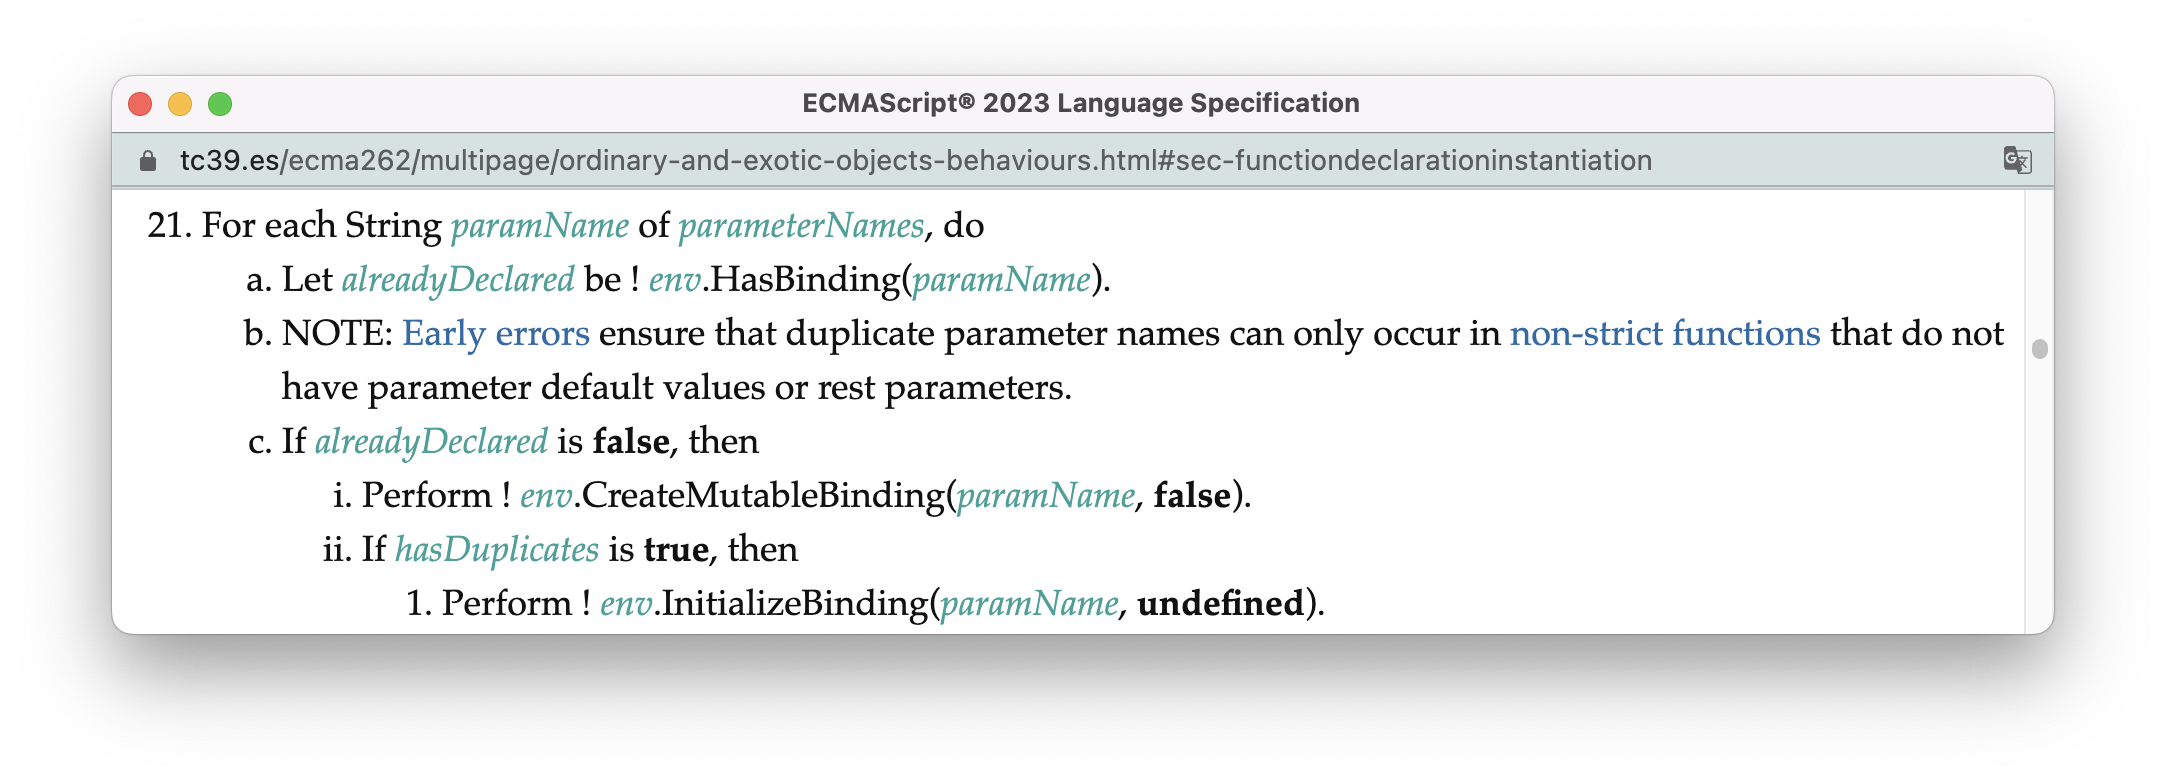 ECMAScript® 2023 Language Specification
tc39.es/ecma262/multipage/ordinary-and-exotic-objects-behaviours.html#sec-functiondeclarationinstantiation
21. For each String paramName of parameterNames, do
a. Let alreadyDeclared be ! env.HasBinding(paramName).
b. NOTE: Early errors ensure that duplicate parameter names can only occur in non-strict functions that do not
have parameter default values or rest parameters.
c. If alreadyDeclared is false, then
i. Perform ! env.CreateMutableBinding(paramName, false).
ii. If hasDuplicates is true, then
1. Perform ! env.InitializeBinding(paramName, undefined).